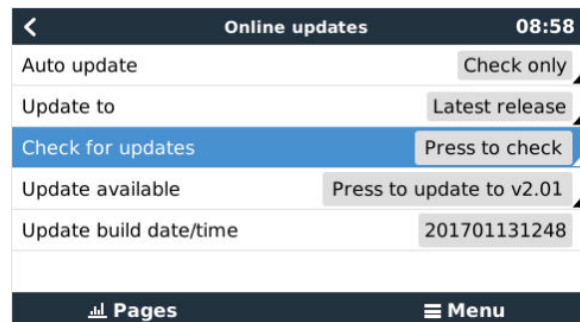 Online updates 08:58
Auto update Check only
Update to Latest release
Check for updates Press to check
Update available Press to update to v2.01
Update build date/time 201701131248
Pages Menu